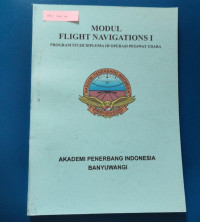 MODUL
FLIGHT NAVIGATIONS I
PROGRAM STUDI DIPLOMA III OPERASI PESAWAT UDARA
AKADEMI PENERBANG INDONESIA
BANYUWANGI